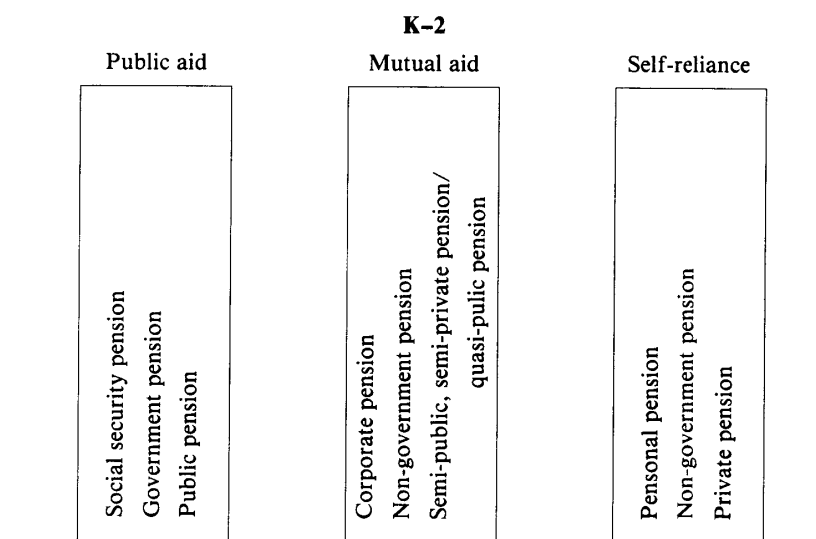 K–2
Public aid
Social security pension
Government pension
Public pension
Mutual aid
Corporate pension
Non-government pension
Semi-public, semi-private pension/
quasi-pulic pension
Self-reliance
Pensonal pension
Non-government pension
Private pension